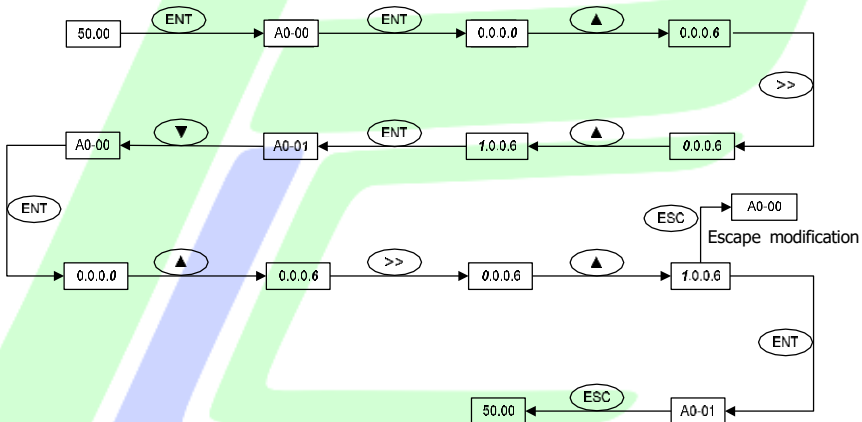 50.00 ENT A0-00 ENT 0.0.0.0 ▲ 0.0.0.6
>>
A0-00 ▼ A0-01 ENT 1.0.0.6 ▲ 0.0.0.6
ENT
ESC A0-00
Escape modification
0.0.0.0 ▲ 0.0.0.6 >> 0.0.0.6 ▲ 1.0.0.6
ENT
50.00 ESC A0-01